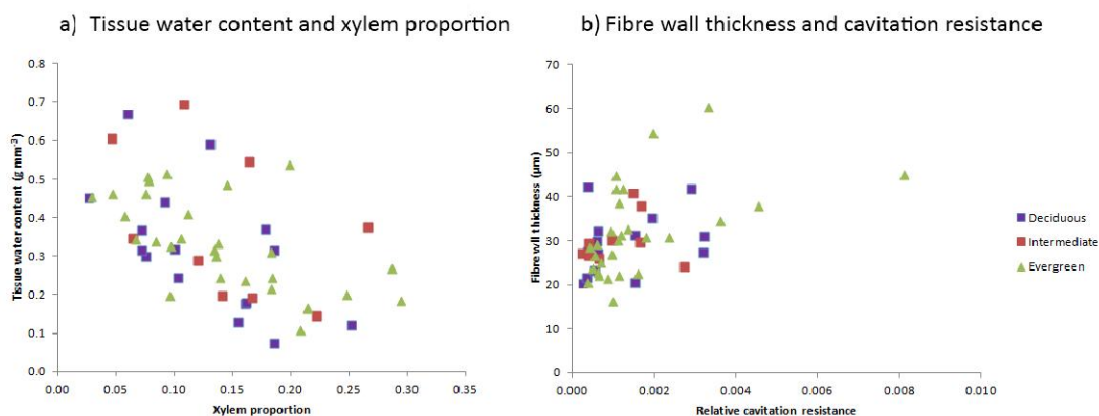 a) Tissue water content and xylem proportion
0.8
0.7
0.6
0.5
0.4
0.3
0.2
0.1
0.0
Tissue water content (g mm⁻³)
0.00 0.05 0.10 0.15 0.20 0.25 0.30 0.35
Xylem proportion
b) Fibre wall thickness and cavitation resistance
70
60
50
40
30
20
10
0
Fibre wall thickness (µm)
0.000 0.002 0.004 0.006 0.008 0.010
Relative cavitation resistance
Deciduous
Intermediate
Evergreen